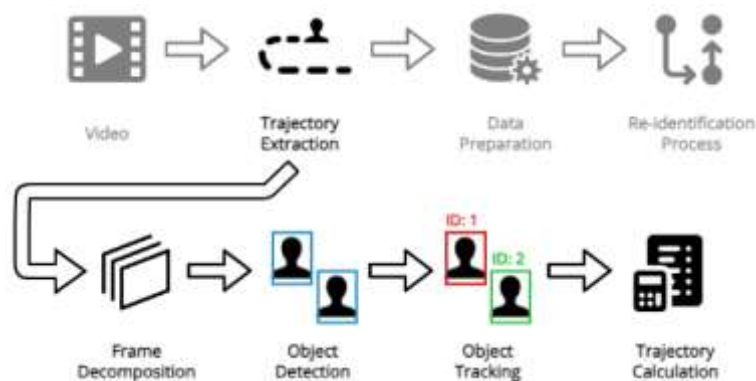 Video
Trajectory
Extraction
Data
Preparation
Re-identification
Process
ID: 1
ID: 2
Frame
Decomposition
Object
Detection
Object
Tracking
Trajectory
Calculation